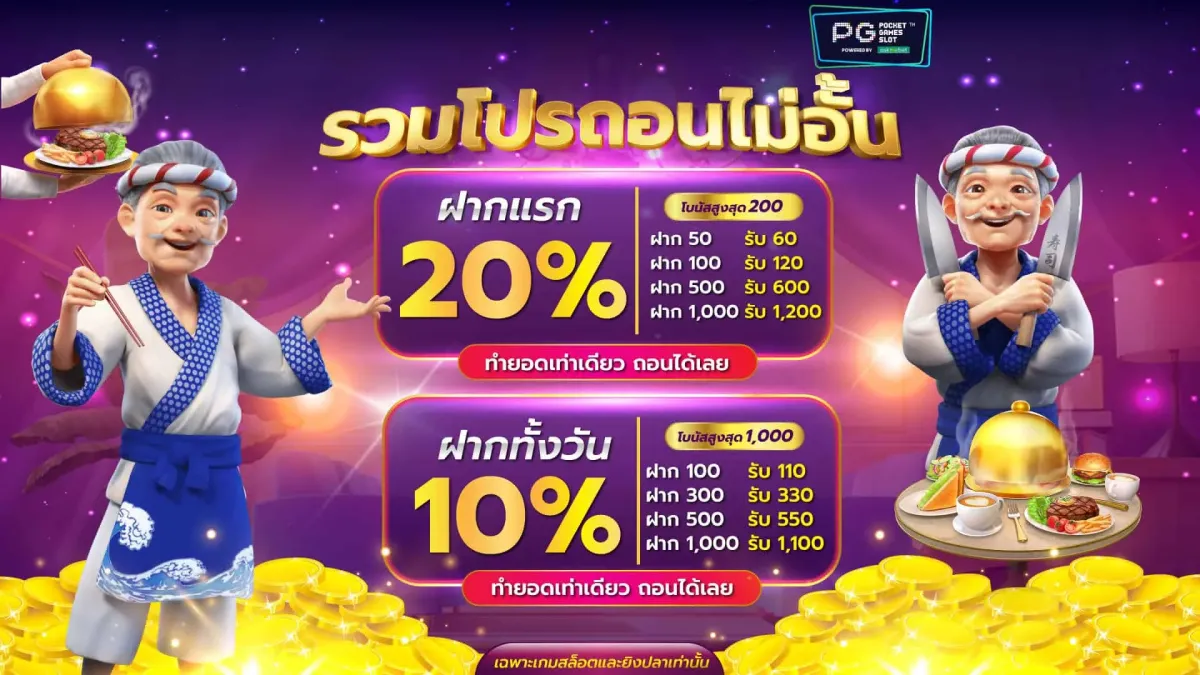 PG POCKET GAMES SLOT ™
POWERED BY
รวมโปรถอนไม่อั้น
ฝากแรก
20%
โบนัสสูงสุด 200
ฝาก 50 รับ 60
ฝาก 100 รับ 120
ฝาก 500 รับ 600
ฝาก 1,000 รับ 1,200
ทำยอดเท่าเดียว ถอนได้เลย
ฝากทั้งวัน
10%
โบนัสสูงสุด 1,000
ฝาก 100 รับ 110
ฝาก 300 รับ 330
ฝาก 500 รับ 550
ฝาก 1,000 รับ 1,100
ทำยอดเท่าเดียว ถอนได้เลย
寿司
เฉพาะเกมสล็อตและยิงปลาเท่านั้น